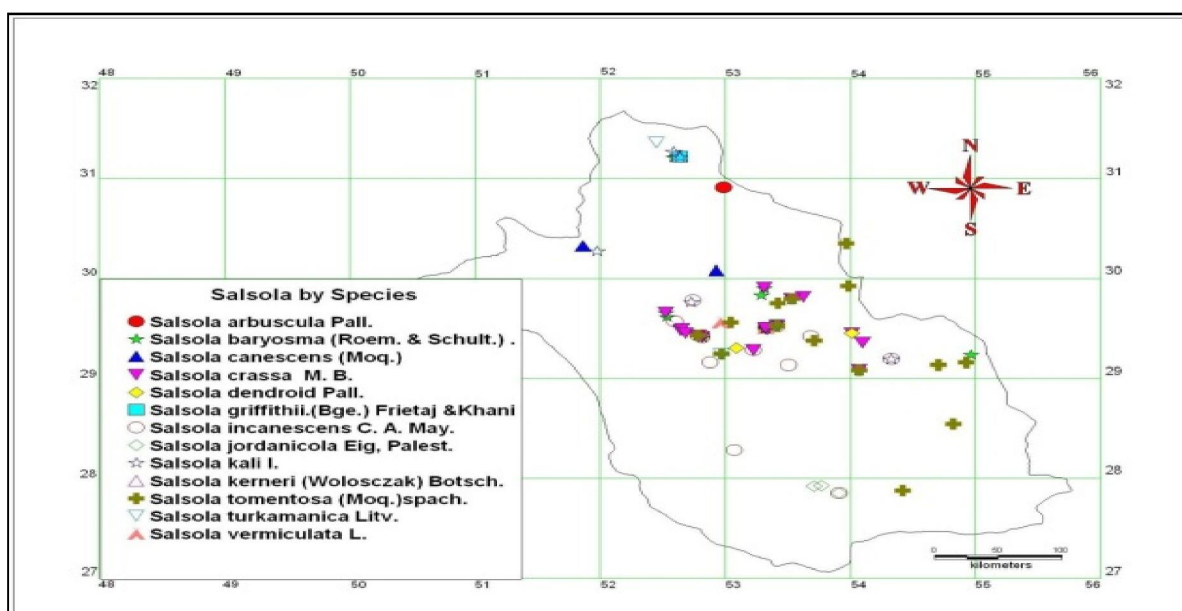 48 49 50 51 52 53 54 55 56
32 32
31 31
N
W E
S
30 30
Salsola by Species
Salsola arbuscula Pall.
Salsola baryosma (Roem. & Schult.) .
Salsola canescens (Moq.)
Salsola crassa M. B.
Salsola dendroid Pall.
Salsola griffithii.(Bge.) Frietaj &Khani
Salsola incanescens C. A. May.
Salsola jordanicola Eig, Palest.
Salsola kali l.
Salsola kerneri (Wolosczak) Botsch.
Salsola tomentosa (Moq.)spach.
Salsola turkamanica Litv.
Salsola vermiculata L.
29 29
28 28
0 50 100
kilometers
27 27
48 49 50 51 52 53 54 55 56